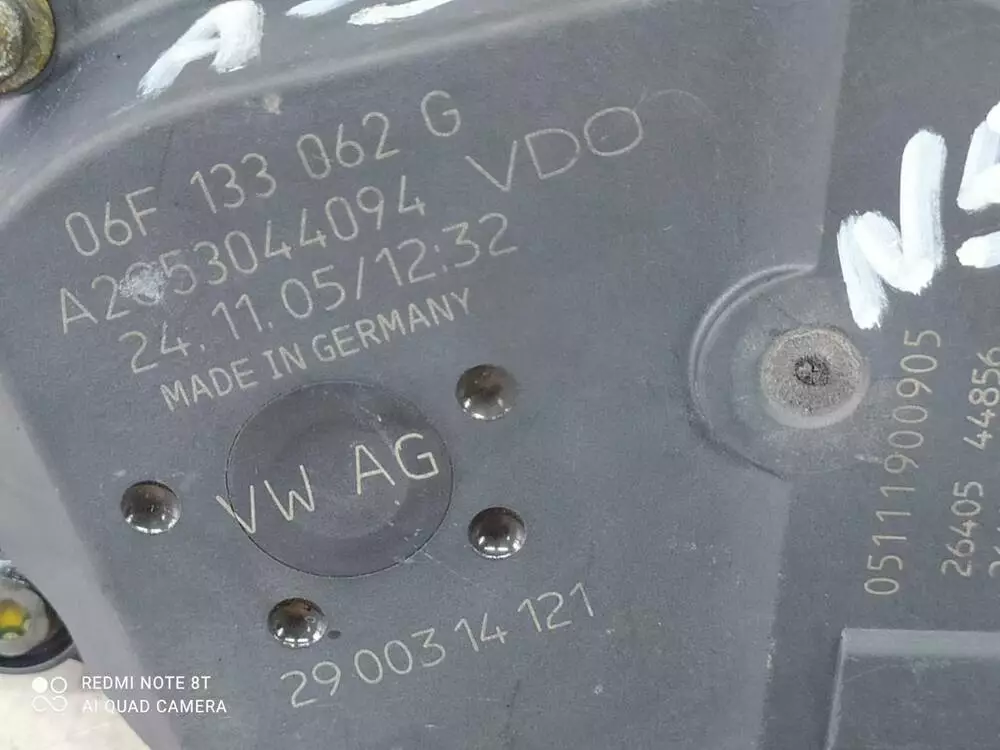 06F 133 062 G
VDO
A2C53044094
24.11.05/12:32
MADE IN GERMANY
VW AG
29 003 14 121
05111900905
26405 44856
REDMI NOTE 8T
AI QUAD CAMERA